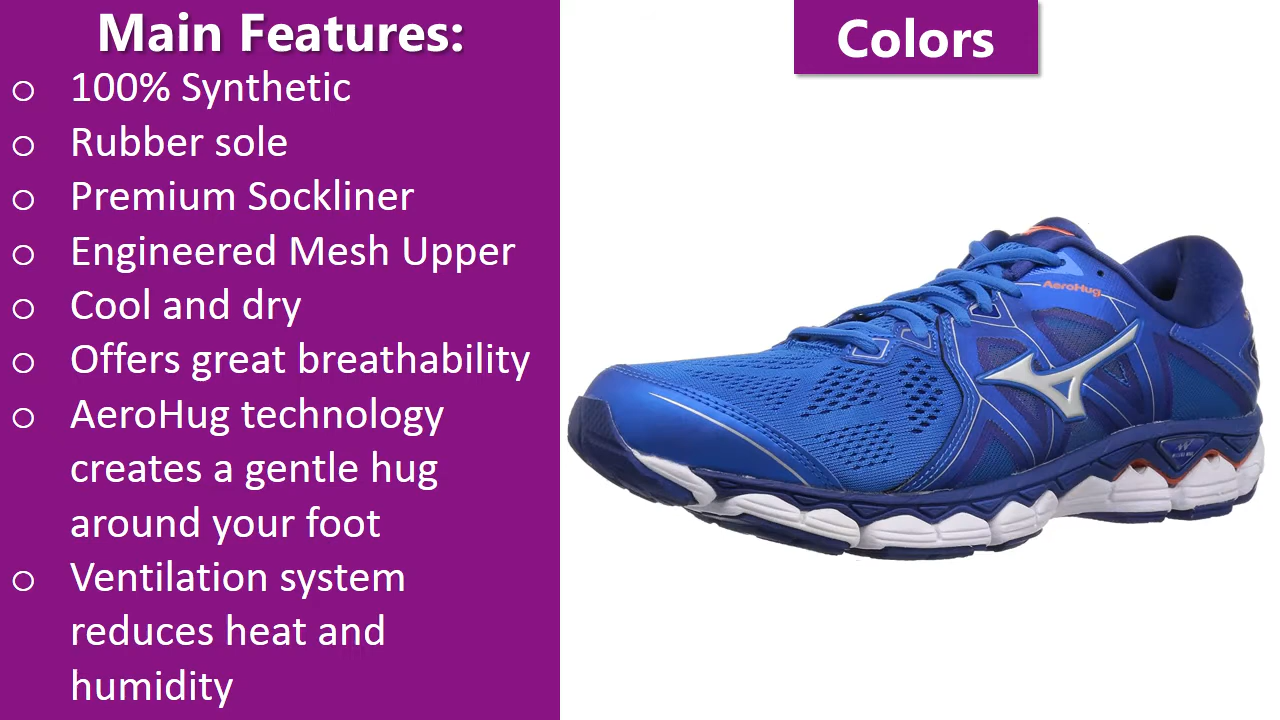 Main Features:
100% Synthetic
Rubber sole
Premium Sockliner
Engineered Mesh Upper
Cool and dry
Offers great breathability
AeroHug technology
creates a gentle hug
around your foot
Ventilation system
reduces heat and
humidity
Colors
AeroHug